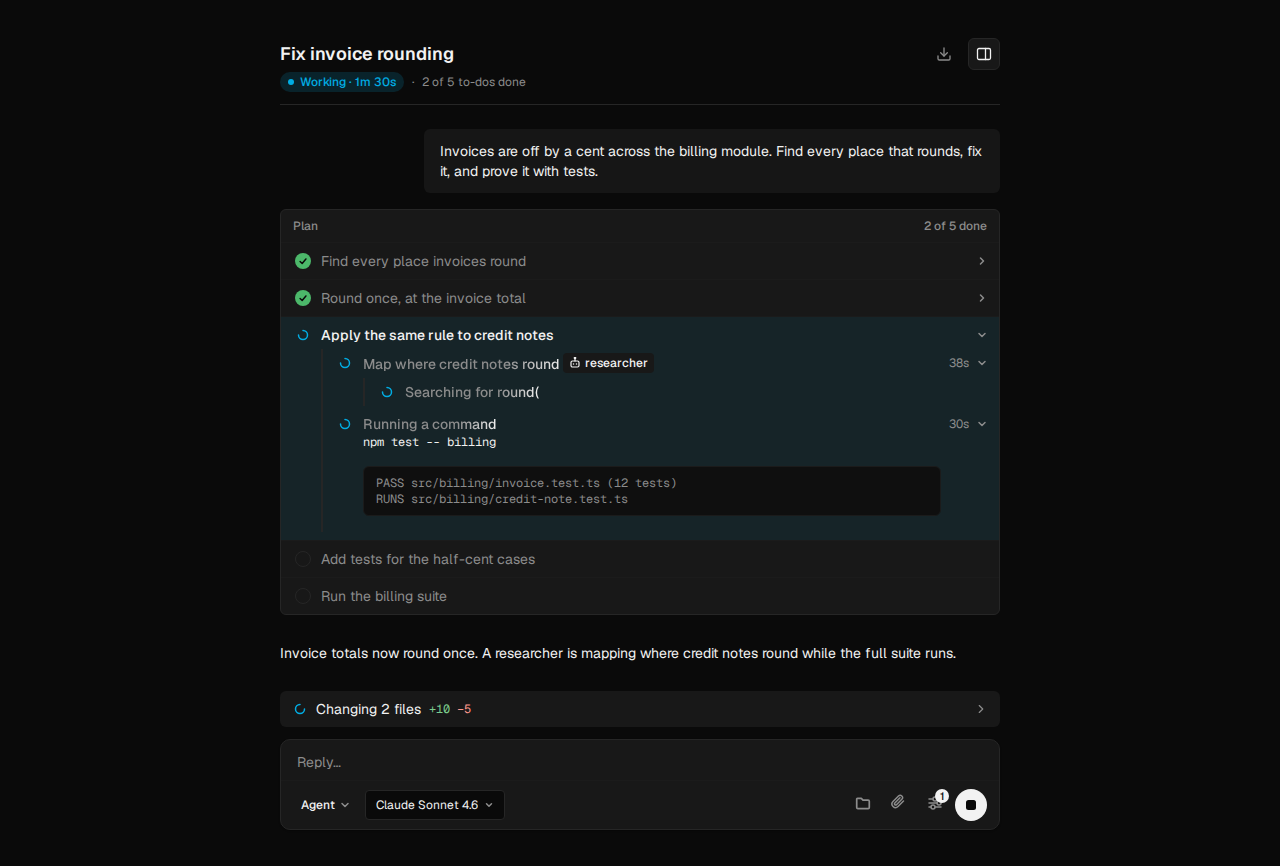 Fix invoice rounding
Working · 1m 30s · 2 of 5 to-dos done
Invoices are off by a cent across the billing module. Find every place that rounds, fix
it, and prove it with tests.
Plan 2 of 5 done
Find every place invoices round
Round once, at the invoice total
Apply the same rule to credit notes
Map where credit notes round researcher 38s
Searching for round(
Running a command 30s
npm test -- billing
PASS src/billing/invoice.test.ts (12 tests)
RUNS src/billing/credit-note.test.ts
Add tests for the half-cent cases
Run the billing suite
Invoice totals now round once. A researcher is mapping where credit notes round while the full suite runs.
Changing 2 files +10 −5
Reply…
Agent Claude Sonnet 4.6 1